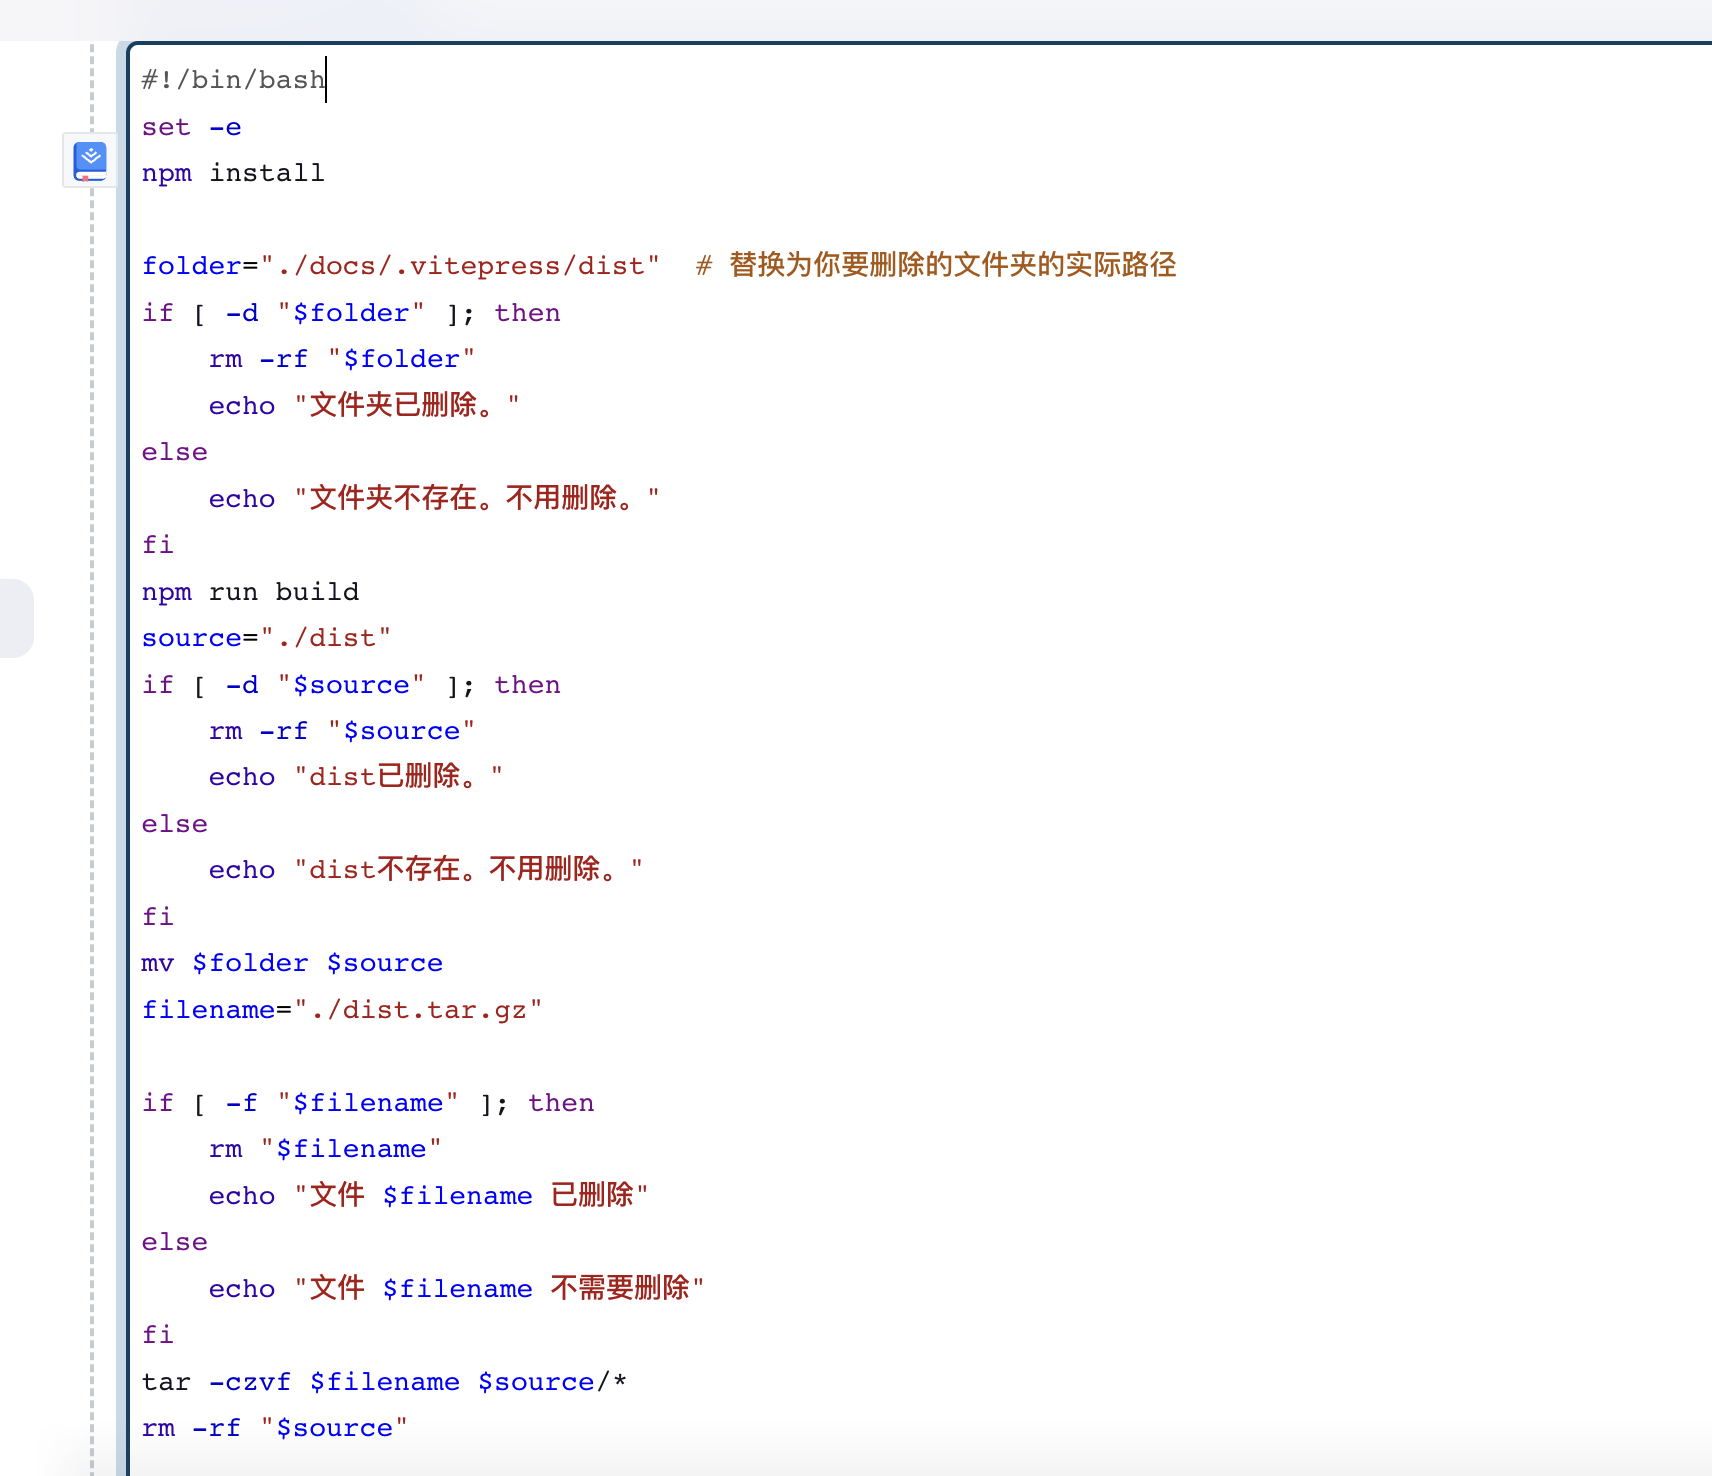 #!/bin/bash
set -e
npm install
folder="./docs/.vitepress/dist"  # 替换为你要删除的文件夹的实际路径
if [ -d "$folder" ]; then
    rm -rf "$folder"
    echo "文件夹已删除。"
else
    echo "文件夹不存在。不用删除。"
fi
npm run build
source="./dist"
if [ -d "$source" ]; then
    rm -rf "$source"
    echo "dist已删除。"
else
    echo "dist不存在。不用删除。"
fi
mv $folder $source
filename="./dist.tar.gz"
if [ -f "$filename" ]; then
    rm "$filename"
    echo "文件 $filename 已删除"
else
    echo "文件 $filename 不需要删除"
fi
tar -czvf $filename $source/*
rm -rf "$source"